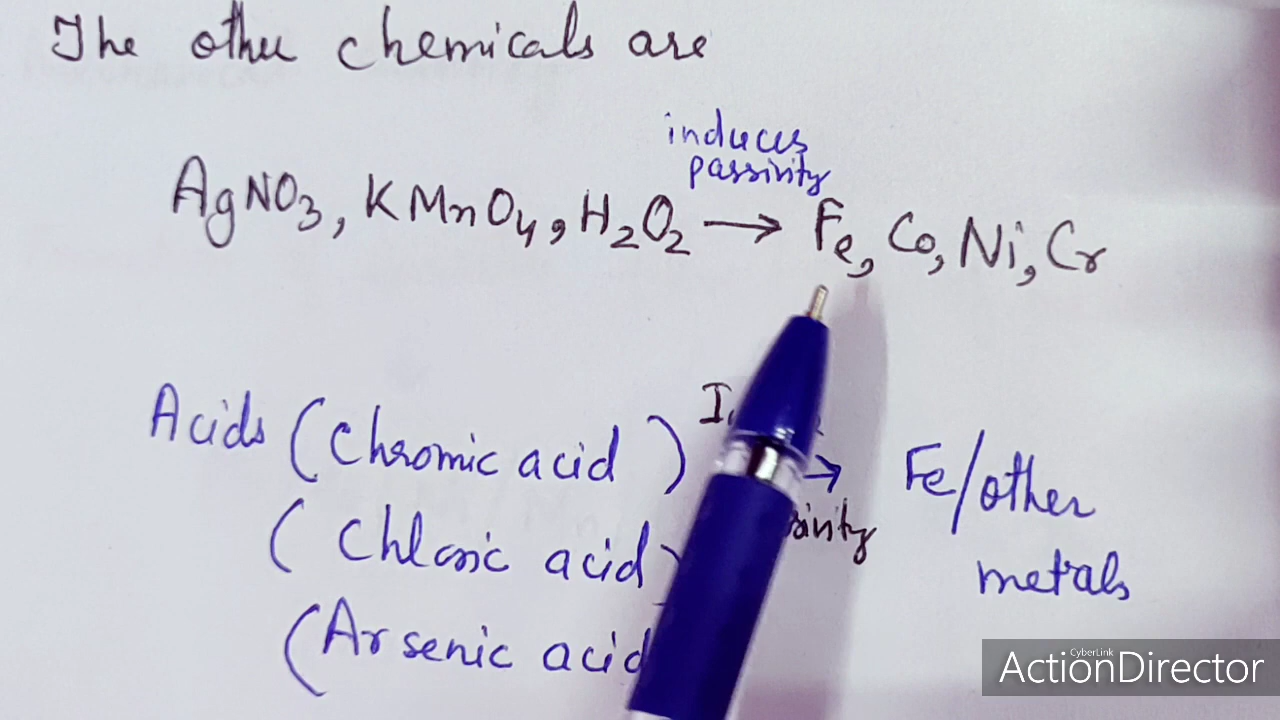 The other chemicals are
induces
passivity
AgNO3, KMnO4, H2O2 → Fe, Co, Ni, Cr
Acids (Chromic acid) → Fe/other
(Chloric acid)
metals
(Arsenic acid
CyberLink
ActionDirector